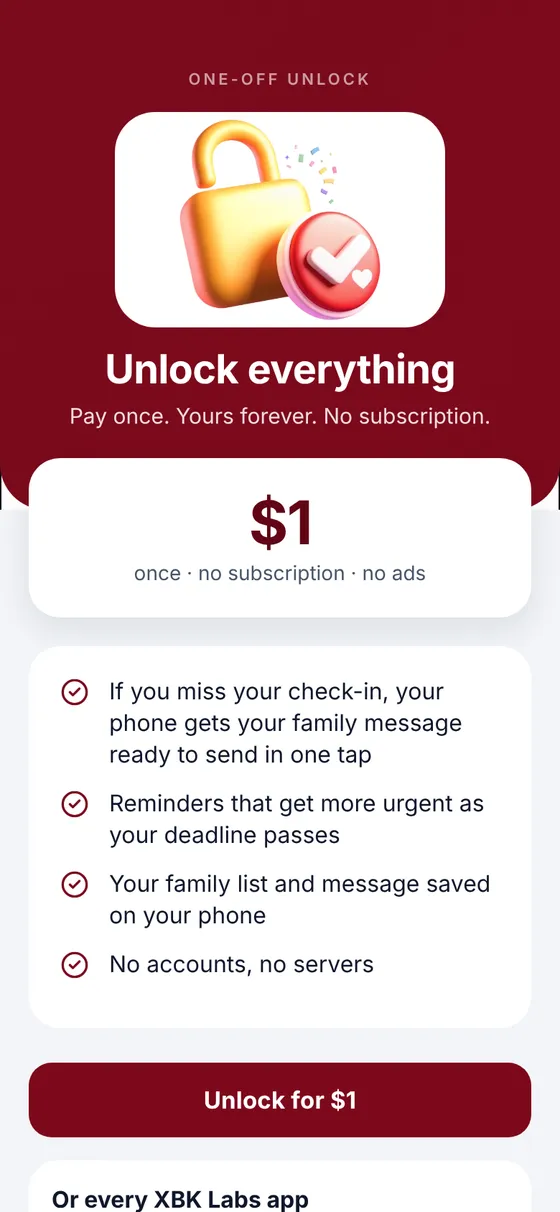 ONE-OFF UNLOCK
Unlock everything
Pay once. Yours forever. No subscription.
$1
once · no subscription · no ads
If you miss your check-in, your
phone gets your family message
ready to send in one tap
Reminders that get more urgent as
your deadline passes
Your family list and message saved
on your phone
No accounts, no servers
Unlock for $1
Or every XBK Labs app